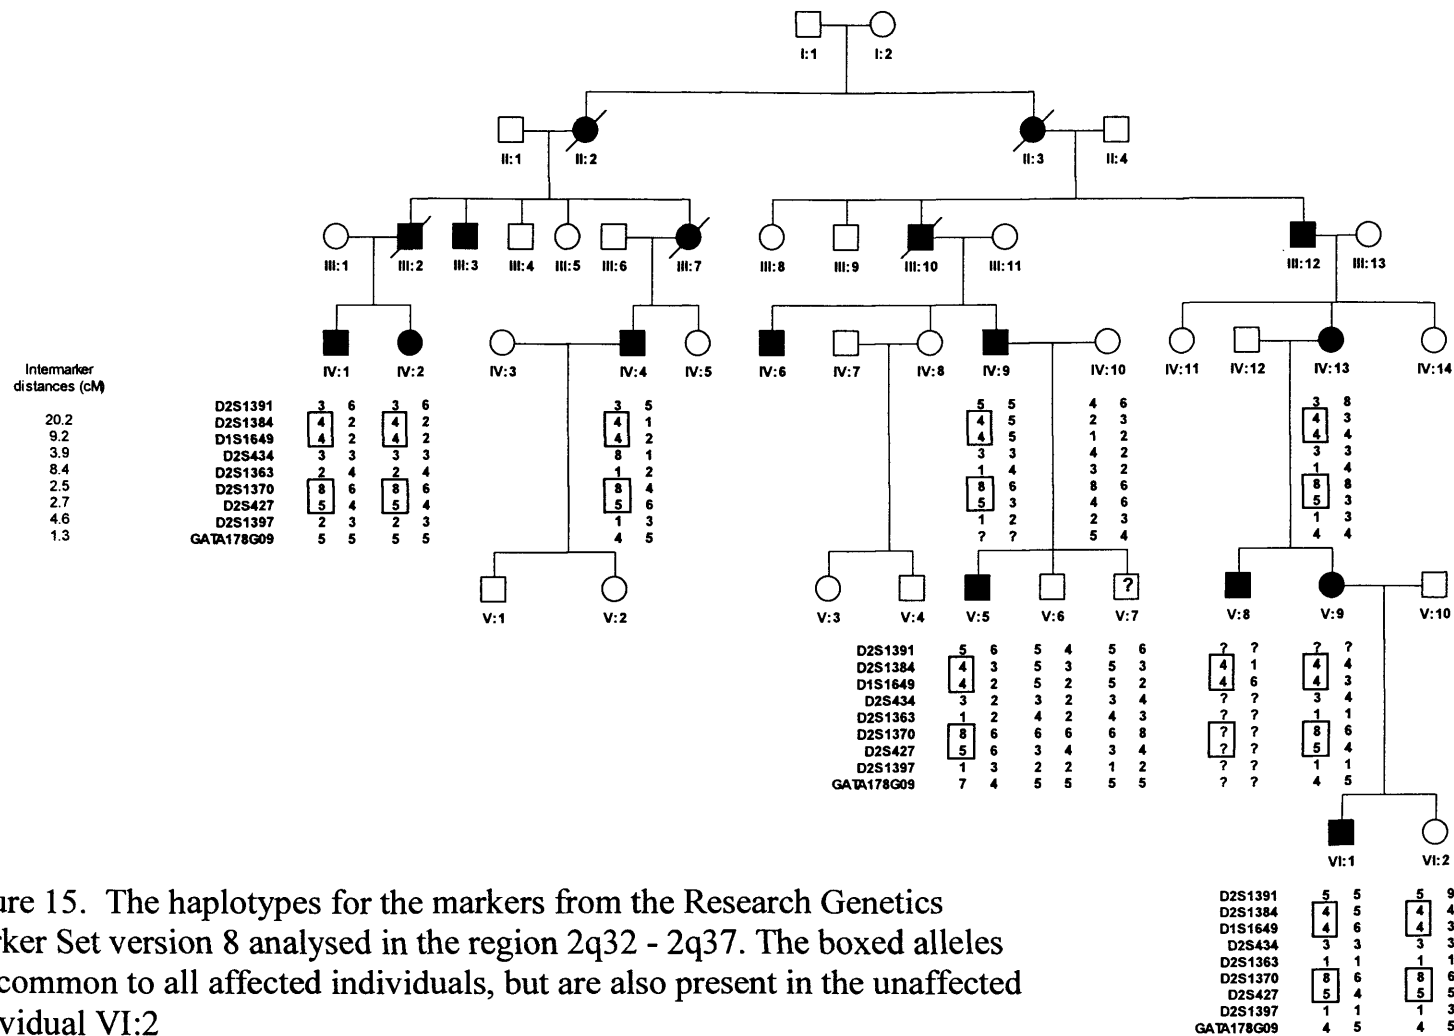 I:1 I:2
II:1 II:2 II:3 II:4
III:1 III:2 III:3 III:4 III:5 III:6 III:7 III:8 III:9 III:10 III:11 III:12 III:13
IV:1 IV:2 IV:3 IV:4 IV:5 IV:6 IV:7 IV:8 IV:9 IV:10 IV:11 IV:12 IV:13 IV:14
Intermarker
distances (cM)
20.2
9.2
3.9
8.4
2.5
2.7
4.6
1.3
D2S1391 3 6 3 6 3 5 5 5 4 6 3 8
D2S1384 4 2 4 2 4 1 4 5 2 3 4 3
D1S1649 4 2 4 2 4 2 4 5 1 2 4 4
D2S434 3 3 3 3 8 1 3 3 4 2 3 3
D2S1363 2 4 2 4 1 2 1 4 3 2 1 4
D2S1370 8 6 8 6 8 4 8 6 8 6 8 8
D2S427 5 4 5 4 5 6 5 3 4 6 5 3
D2S1397 2 3 2 3 1 3 1 2 2 3 1 3
GATA178G09 5 5 5 5 4 5 ? ? 5 4 4 4
?
V:1 V:2 V:3 V:4 V:5 V:6 V:7 V:8 V:9 V:10
D2S1391 5 6 5 4 5 6 ? ? ? ?
D2S1384 4 3 5 3 5 3 4 1 4 4
D1S1649 4 2 5 2 5 2 4 6 4 3
D2S434 3 2 3 2 3 4 ? ? 3 4
D2S1363 1 2 4 2 4 3 ? ? 1 1
D2S1370 8 6 6 6 6 8 ? ? 8 6
D2S427 5 6 3 4 3 4 ? ? 5 4
D2S1397 1 3 2 2 1 2 ? ? 1 1
GATA178G09 7 4 5 5 5 5 ? ? 4 5
VI:1 VI:2
D2S1391 5 5 5 9
D2S1384 4 5 4 4
D1S1649 4 6 4 3
D2S434 3 3 3 3
D2S1363 1 1 1 1
D2S1370 8 6 8 6
D2S427 5 4 5 5
D2S1397 1 1 1 3
GATA178G09 4 5 4 5
ure 15. The haplotypes for the markers from the Research Genetics
rker Set version 8 analysed in the region 2q32 - 2q37. The boxed alleles
common to all affected individuals, but are also present in the unaffected
vidual VI:2